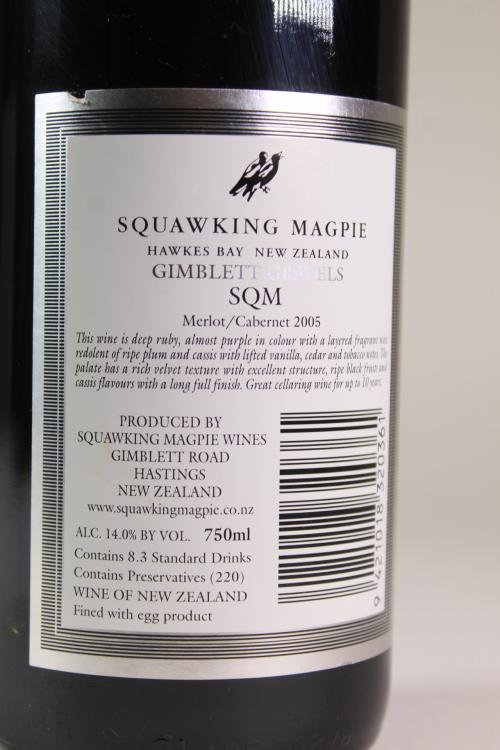 SQUAWKING MAGPIE
HAWKES BAY NEW ZEALAND
GIMBLETT GRAVELS
SQM
Merlot/Cabernet 2005
This wine is deep ruby, almost purple in colour with a layered fragrant nose
redolent of ripe plum and cassis with lifted vanilla, cedar and tobacco notes. The
palate has a rich velvet texture with excellent structure, ripe black fruits and
cassis flavours with a long full finish. Great cellaring wine for up to 10 years.
PRODUCED BY
SQUAWKING MAGPIE WINES
GIMBLETT ROAD
HASTINGS
NEW ZEALAND
www.squawkingmagpie.co.nz
ALC. 14.0% BY VOL. 750ml
Contains 8.3 Standard Drinks
Contains Preservatives (220)
WINE OF NEW ZEALAND
Fined with egg product
9 421018 320361